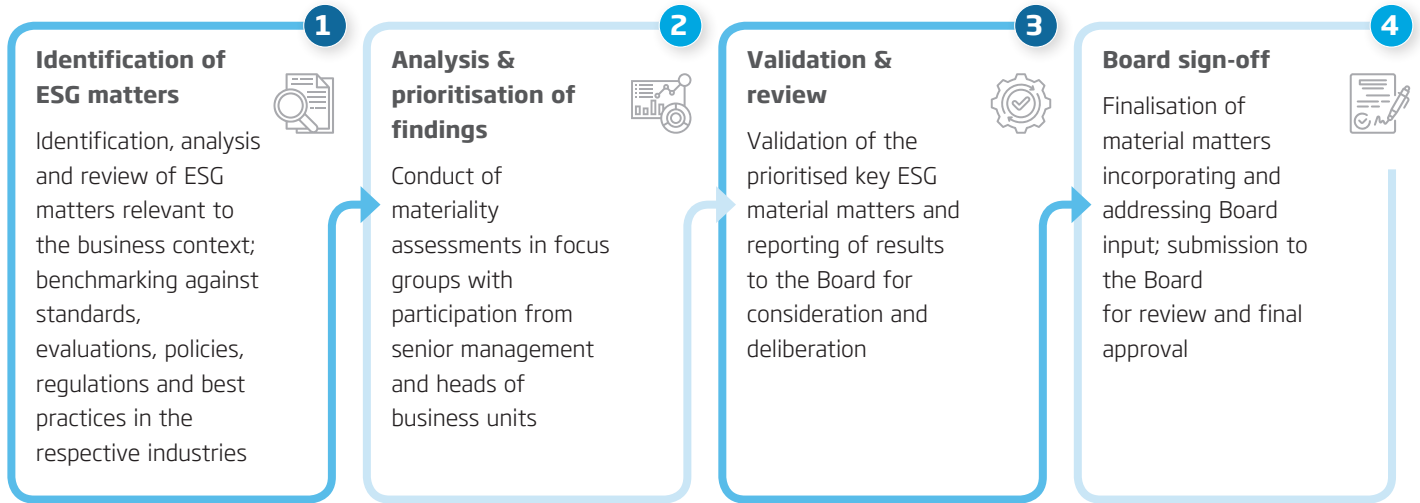 1
Identification of
ESG matters
Identification, analysis
and review of ESG
matters relevant to
the business context;
benchmarking against
standards,
evaluations, policies,
regulations and best
practices in the
respective industries
2
Analysis &
prioritisation of
findings
Conduct of
materiality
assessments in focus
groups with
participation from
senior management
and heads of
business units
3
Validation &
review
Validation of the
prioritised key ESG
material matters and
reporting of results
to the Board for
consideration and
deliberation
4
Board sign-off
Finalisation of
material matters
incorporating and
addressing Board
input; submission to
the Board
for review and final
approval